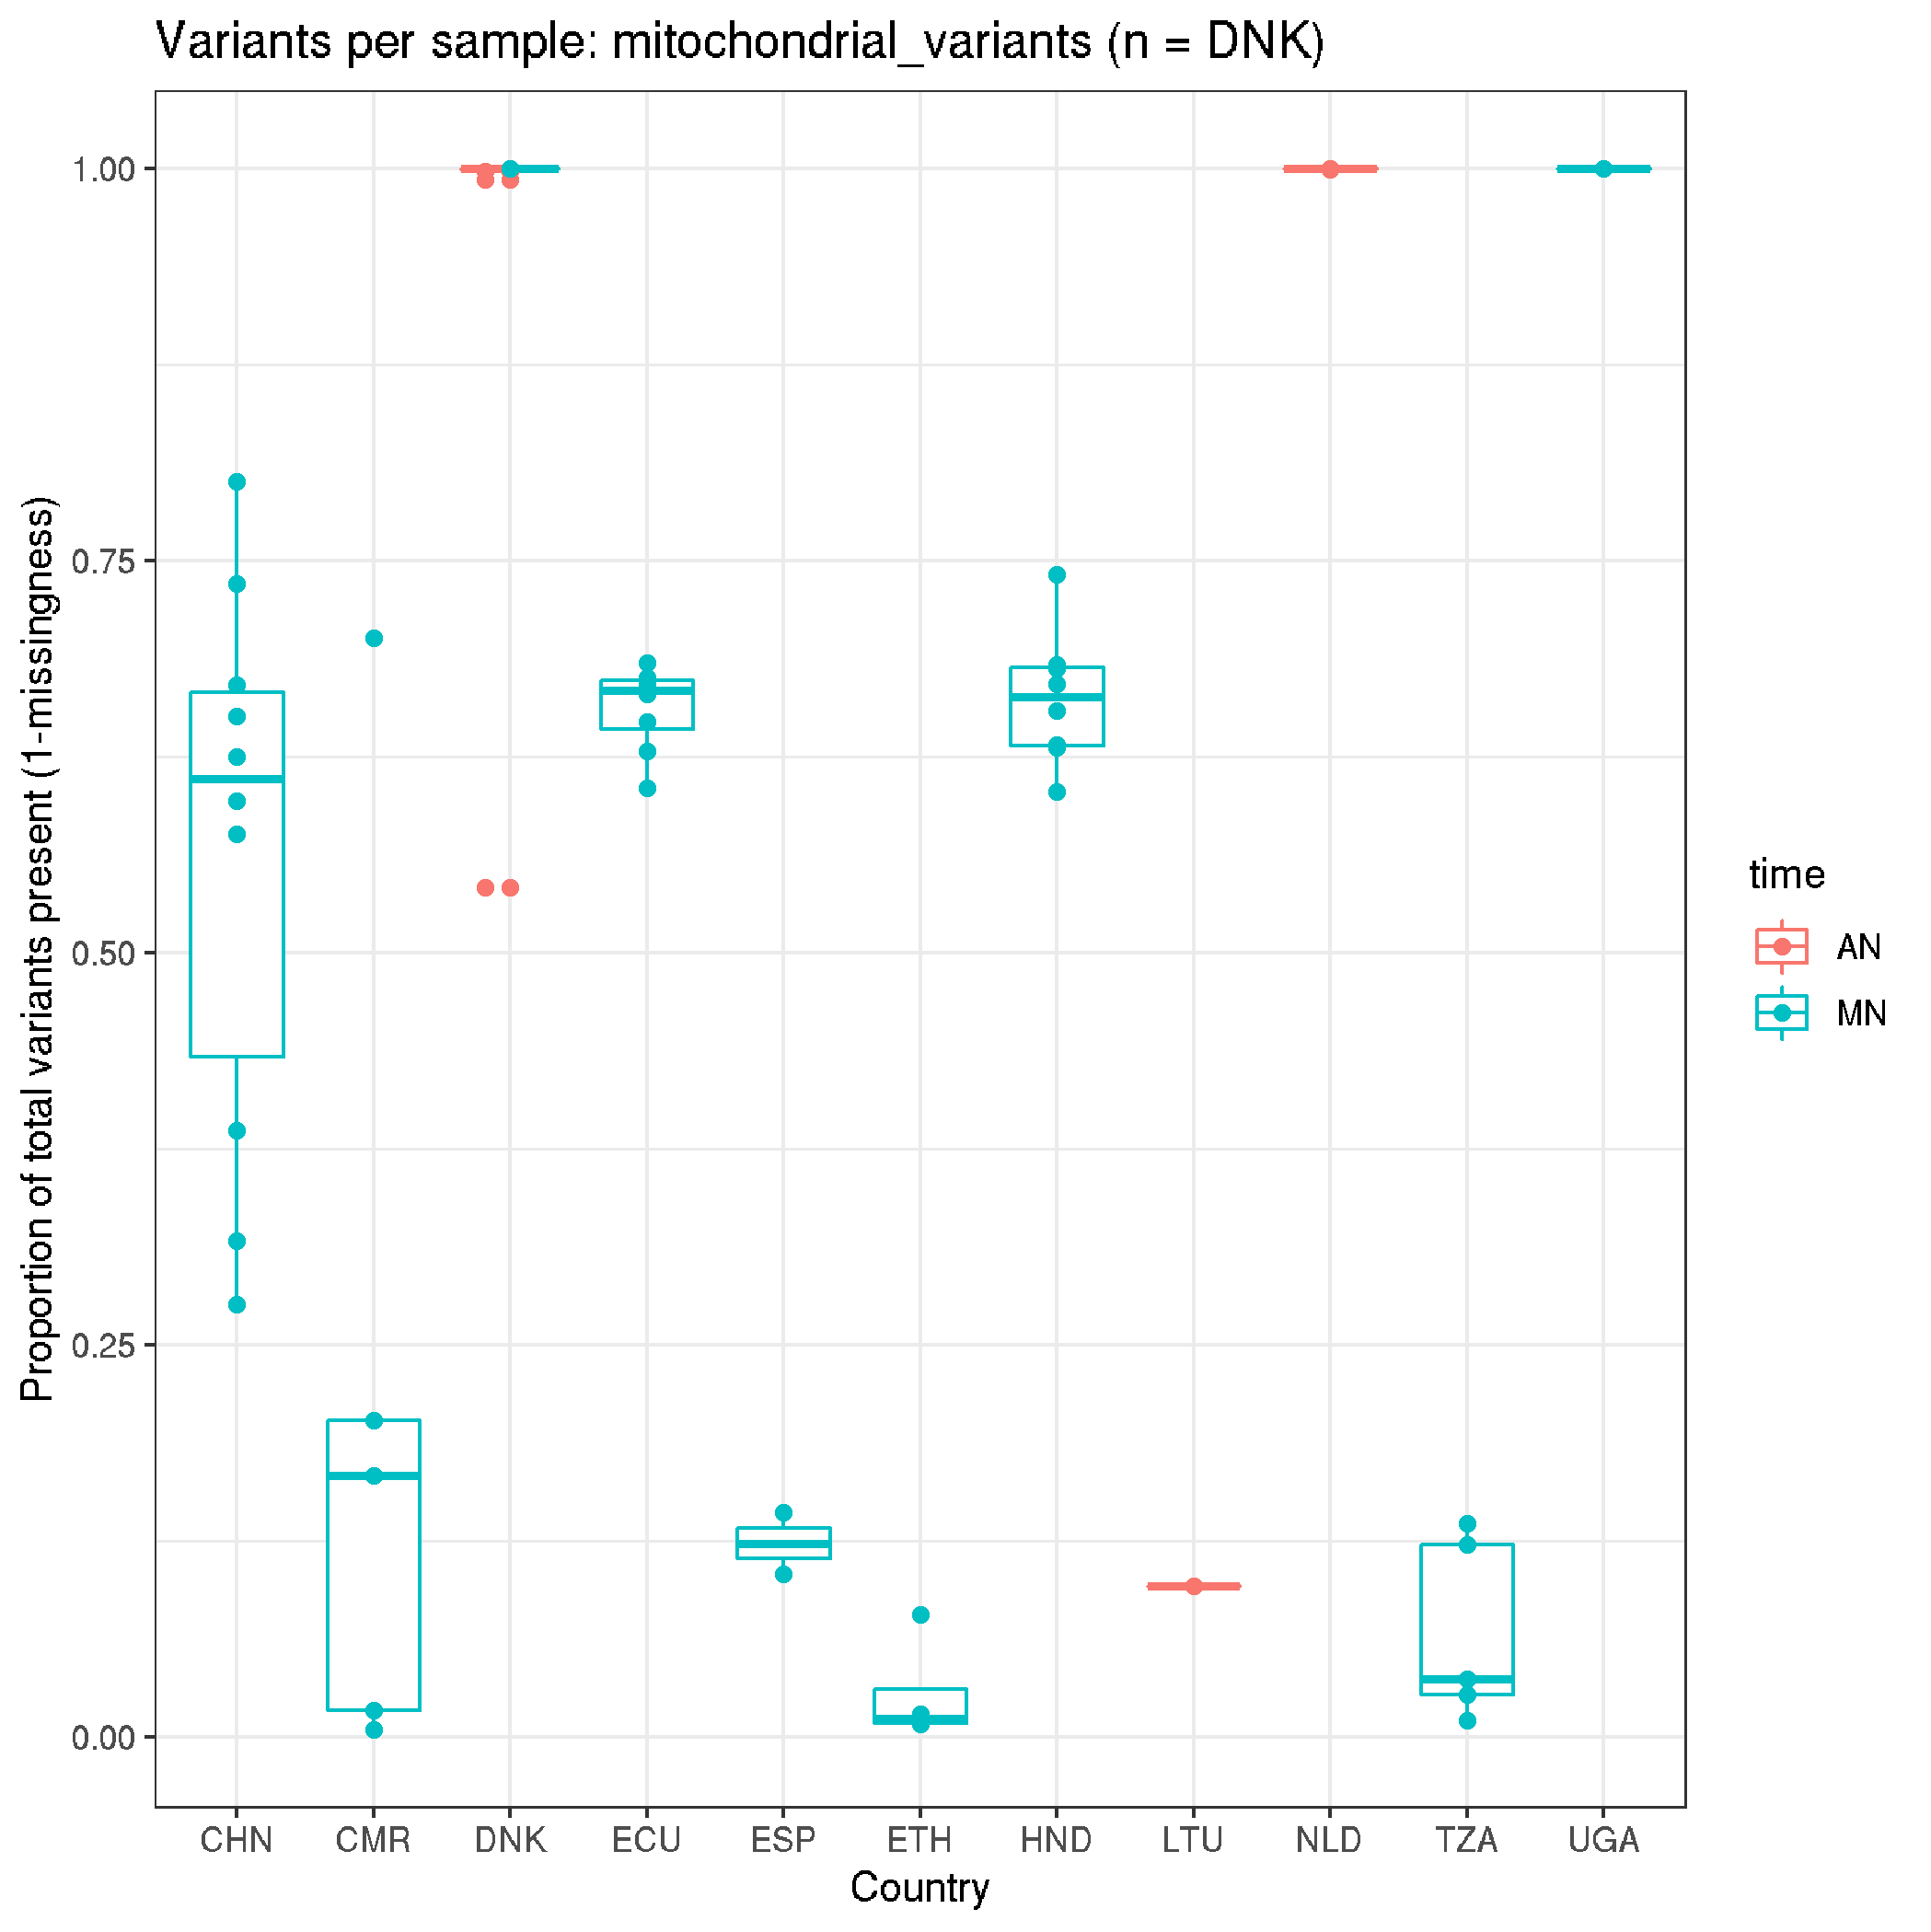 Variants per sample: mitochondrial_variants (n = DNK)
Proportion of total variants present (1-missingness)
1.00
0.75
0.50
0.25
0.00
CHN CMR DNK ECU ESP ETH HND LTU NLD TZA UGA
Country
time
AN
MN